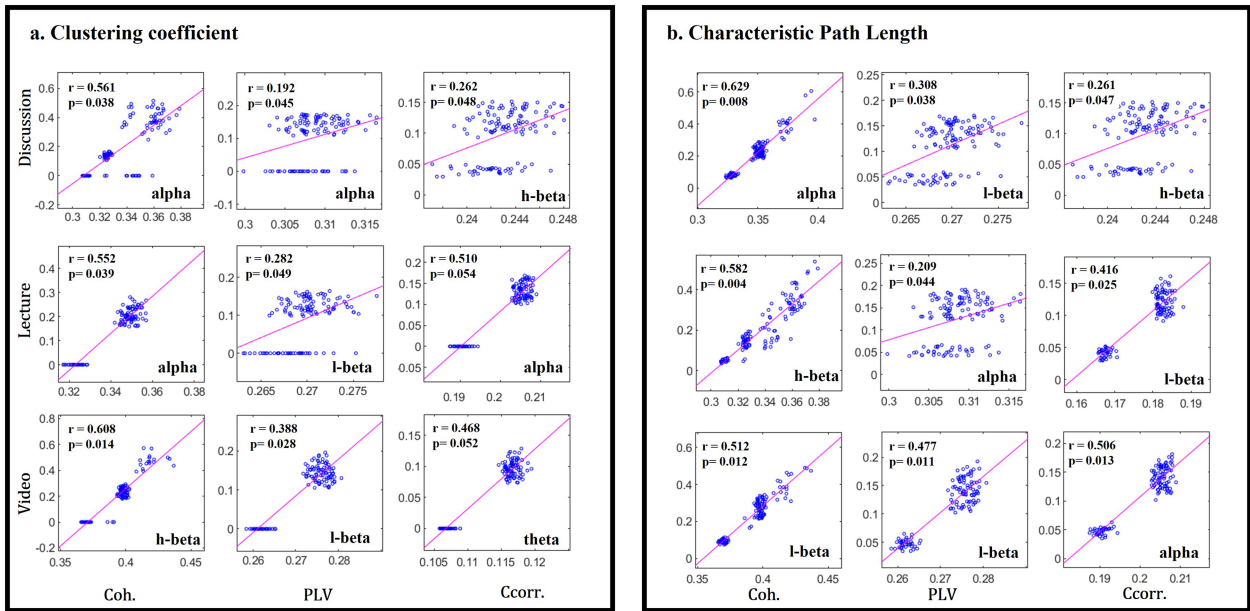 a. Clustering coefficient
Discussion
r = 0.561
p= 0.038
0.6
0.4
0.2
0
-0.2
0.3 0.32 0.34 0.36 0.38
alpha
r = 0.192
p= 0.045
0.2
0.1
0
-0.1
0.3 0.305 0.31 0.315
alpha
r = 0.262
p= 0.048
0.15
0.1
0.05
0
0.24 0.244 0.248
h-beta
Lecture
r = 0.552
p= 0.039
0.4
0.3
0.2
0.1
0
0.32 0.34 0.36 0.38
alpha
r = 0.282
p= 0.049
0.2
0.1
0
0.265 0.27 0.275
l-beta
r = 0.510
p= 0.054
0.2
0.15
0.1
0.05
0
0.05
0.19 0.2 0.21
alpha
Video
r = 0.608
p= 0.014
0.8
0.6
0.4
0.2
0
-0.2
0.35 0.4 0.45
h-beta
r = 0.388
p= 0.028
0.2
0.1
0
0.26 0.27 0.28
l-beta
r = 0.468
p= 0.052
0.15
0.1
0.05
0
0.105 0.11 0.115 0.12
theta
Coh. PLV Ccorr.
b. Characteristic Path Length
r = 0.629
p= 0.008
0.6
0.4
0.2
0
0.3 0.35 0.4
alpha
r = 0.308
p= 0.038
0.25
0.2
0.15
0.1
0.05
0
0.265 0.27 0.275
l-beta
r = 0.261
p= 0.047
0.15
0.1
0.05
0
0.24 0.244 0.248
h-beta
r = 0.582
p= 0.004
0.4
0.2
0
0.3 0.32 0.34 0.36 0.38
h-beta
r = 0.209
p= 0.044
0.2
0.15
0.1
0.05
0
0.3 0.305 0.31 0.315
alpha
r = 0.416
p= 0.025
0.15
0.1
0.05
0
0.16 0.17 0.18 0.19
l-beta
r = 0.512
p= 0.012
0.6
0.4
0.2
0
0.35 0.4 0.45
l-beta
r = 0.477
p= 0.011
0.2
0.15
0.1
0.05
0
0.26 0.27 0.28
l-beta
r = 0.506
p= 0.013
0.2
0.15
0.1
0.05
0
0.19 0.2 0.21
alpha
Coh. PLV Ccorr.